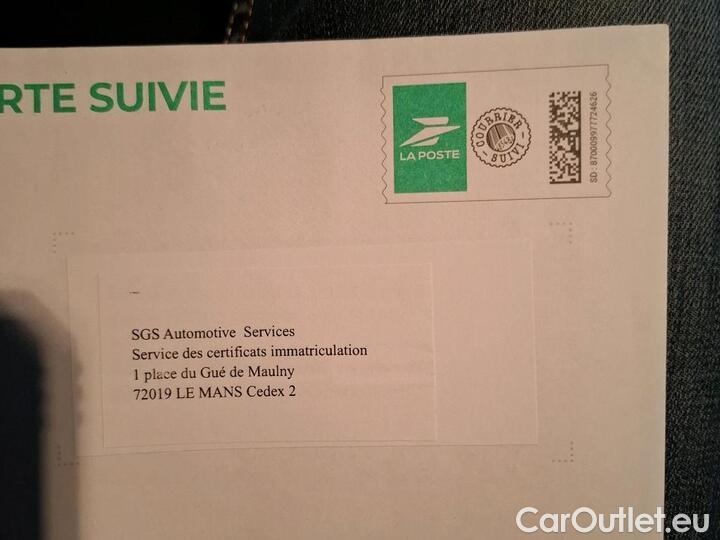 RTE SUIVIE
LA POSTE
COURRIER
SUIVI
SD : 870009977724626
SGS Automotive Services
Service des certificats immatriculation
1 place du Gué de Maulny
72019 LE MANS Cedex 2
CarOutlet.eu